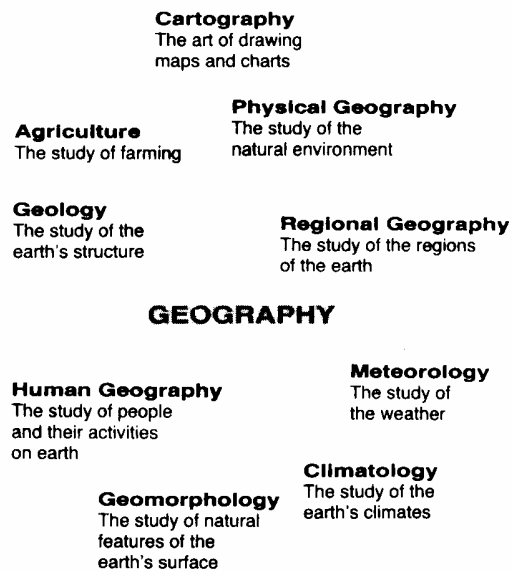 Cartography
The art of drawing
maps and charts
Physical Geography
The study of the
natural environment
Agriculture
The study of farming
Geology
The study of the
earth's structure
Regional Geography
The study of the regions
of the earth
GEOGRAPHY
Meteorology
The study of
the weather
Human Geography
The study of people
and their activities
on earth
Climatology
The study of the
earth's climates
Geomorphology
The study of natural
features of the
earth's surface